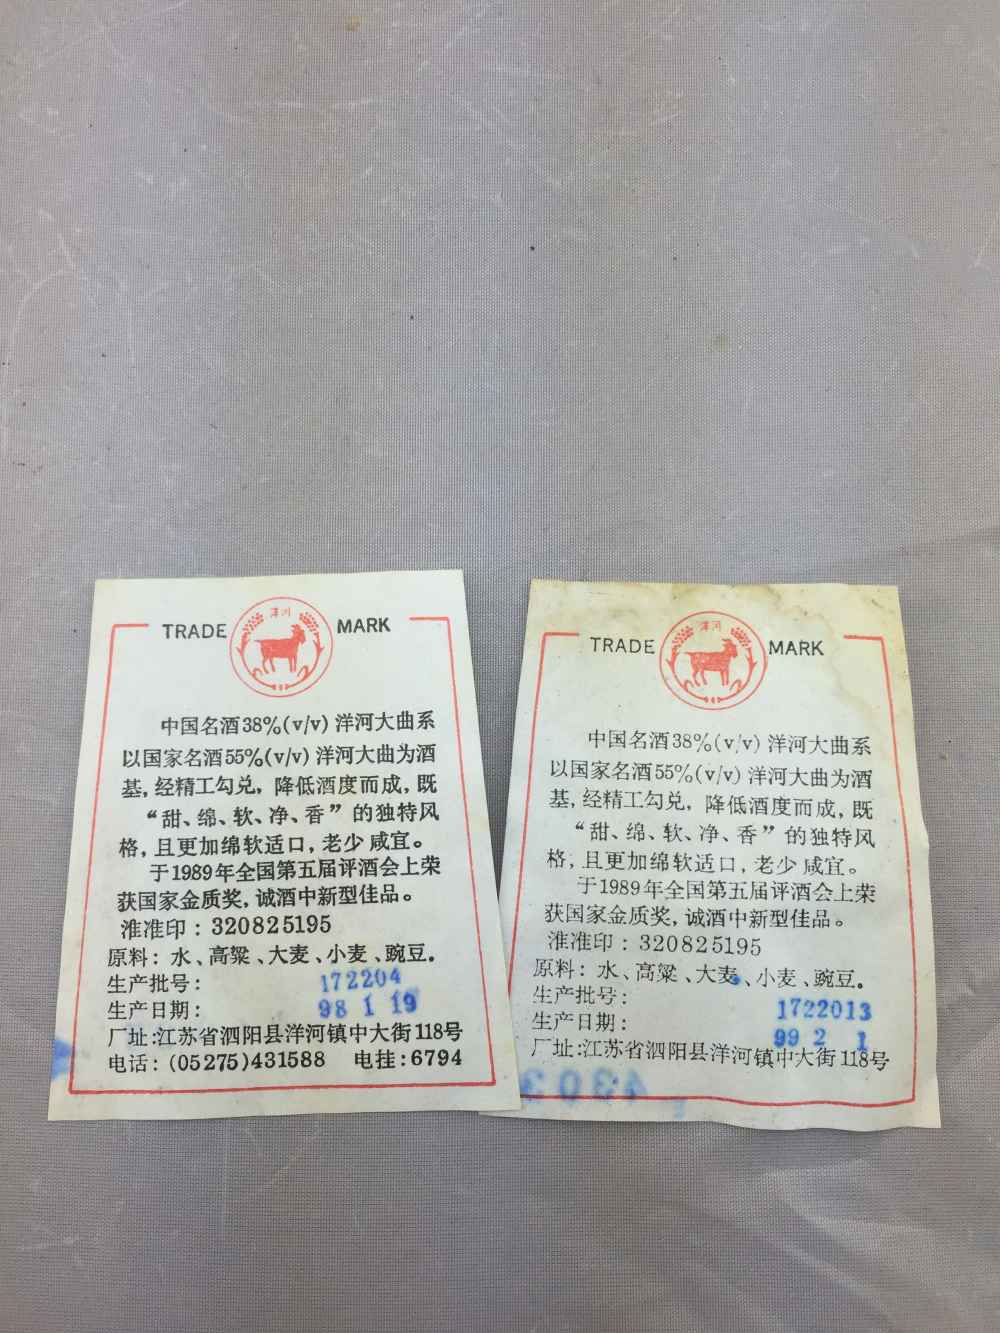 TRADE 洋河 MARK
中国名酒38%(v/v)洋河大曲系
以国家名酒55%(v/v)洋河大曲为酒
基,经精工勾兑,降低酒度而成,既
“甜、绵、软、净、香”的独特风
格,且更加绵软适口,老少咸宜。
于1989年全国第五届评酒会上荣
获国家金质奖,诚酒中新型佳品。
淮准印:320825195
原料:水、高粱、大麦、小麦、豌豆。
生产批号: 172204
生产日期: 98 1 19
厂址:江苏省泗阳县洋河镇中大街118号
电话:(05275)431588 电挂:6794
TRADE 洋河 MARK
中国名酒38%(v/v)洋河大曲系
以国家名酒55%(v/v)洋河大曲为酒
基,经精工勾兑,降低酒度而成,既
“甜、绵、软、净、香”的独特风
格,且更加绵软适口,老少咸宜。
于1989年全国第五届评酒会上荣
获国家金质奖,诚酒中新型佳品。
淮准印:320825195
原料:水、高粱、大麦、小麦、豌豆。
生产批号: 1722013
生产日期: 99 2 1
厂址:江苏省泗阳县洋河镇中大街118号